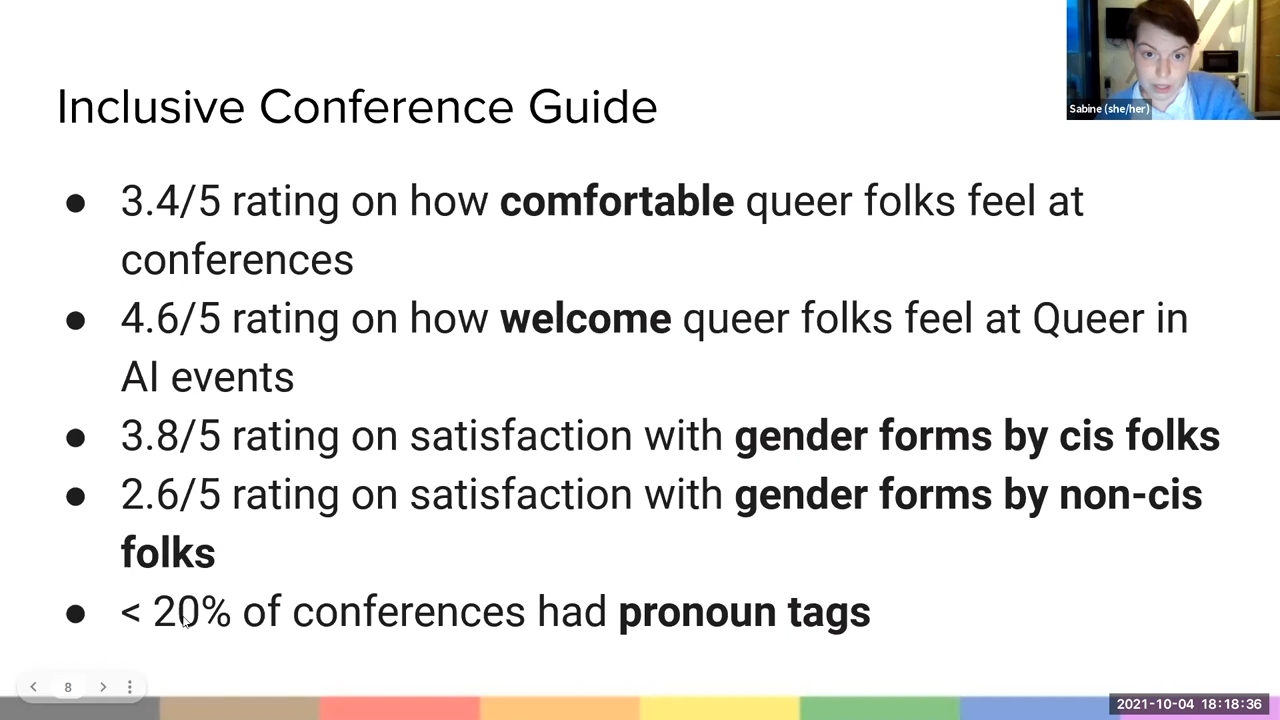 Sabine (she/her)
Inclusive Conference Guide
● 3.4/5 rating on how comfortable queer folks feel at
conferences
● 4.6/5 rating on how welcome queer folks feel at Queer in
AI events
● 3.8/5 rating on satisfaction with gender forms by cis folks
● 2.6/5 rating on satisfaction with gender forms by non-cis
folks
● < 20% of conferences had pronoun tags
8
2021-10-04 18:18:36